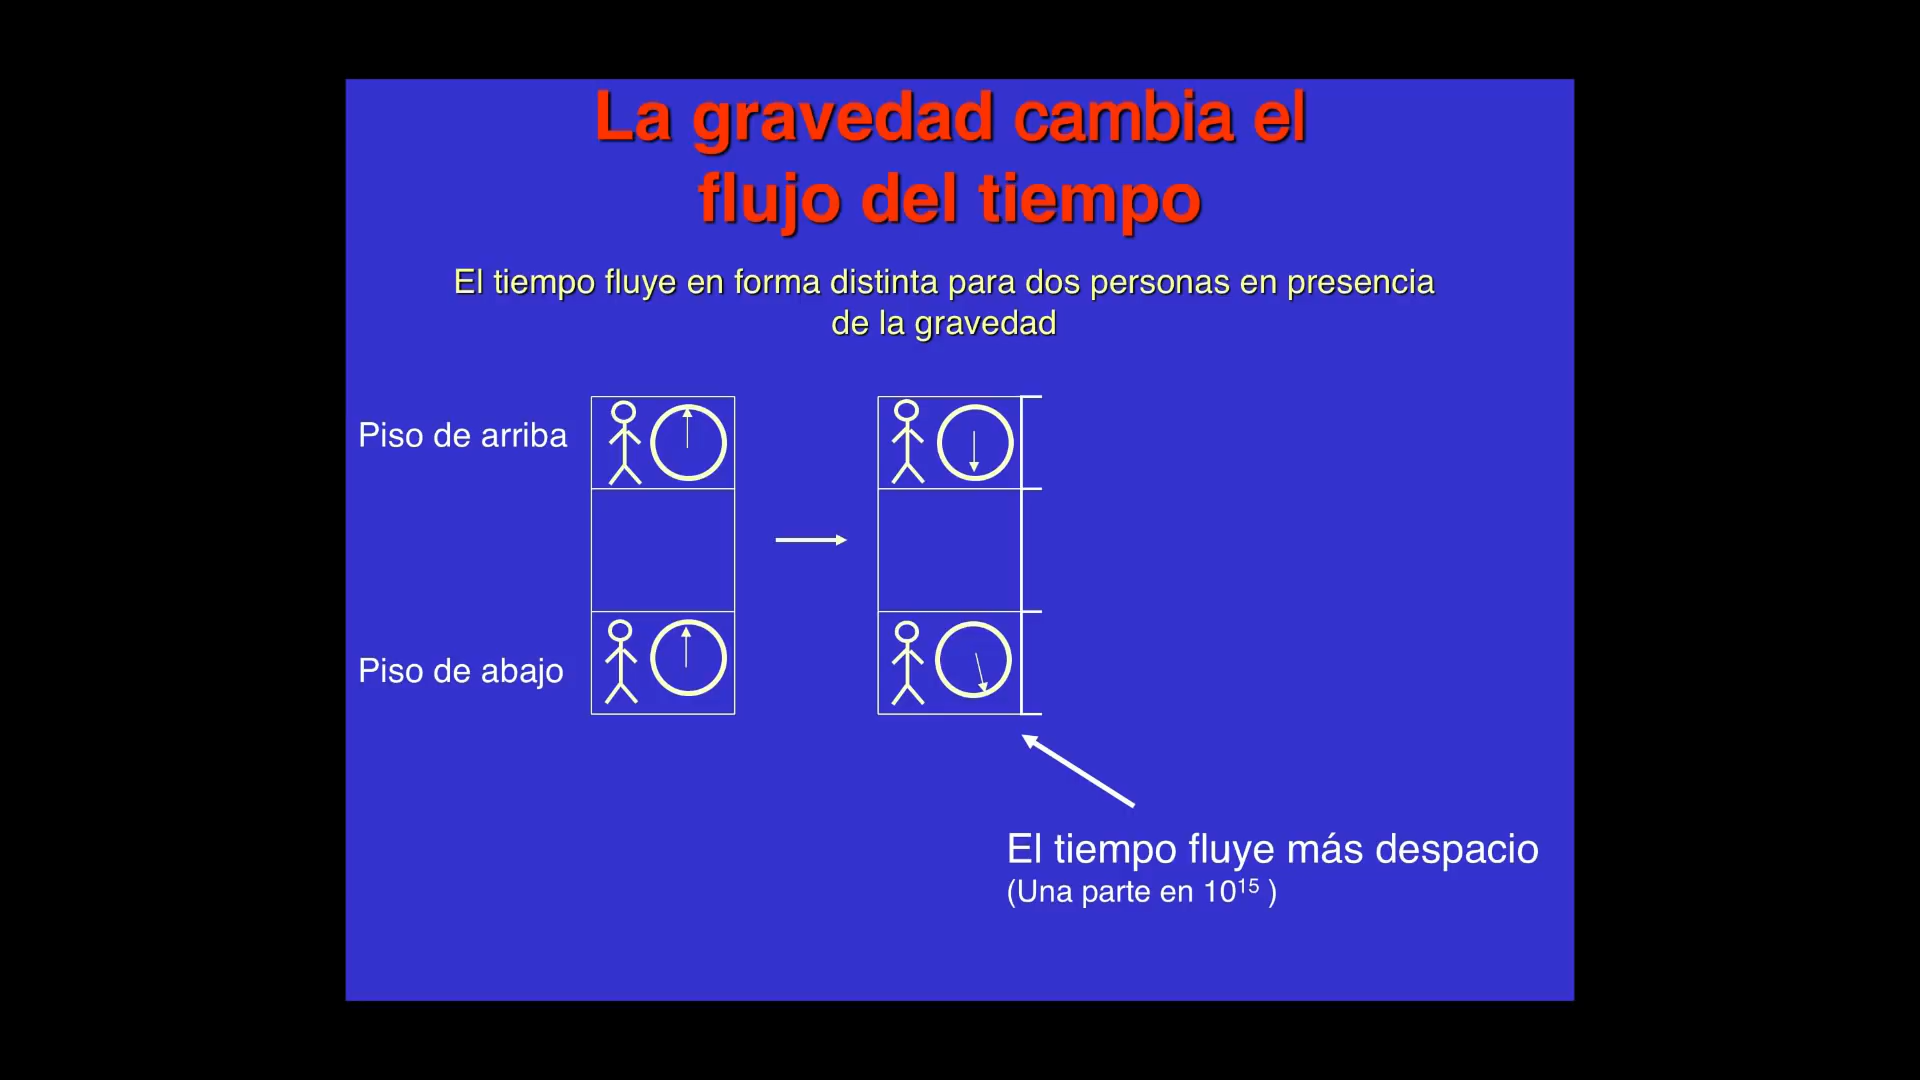 La gravedad cambia el
flujo del tiempo
El tiempo fluye en forma distinta para dos personas en presencia
de la gravedad
Piso de arriba
Piso de abajo
El tiempo fluye más despacio
(Una parte en 10¹⁵ )